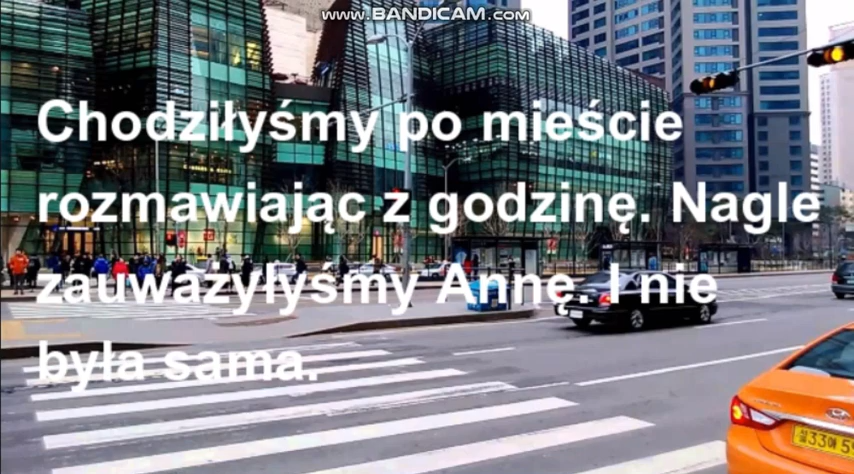 www.BANDICAM.com
Chodziłyśmy po mieście
rozmawiając z godzinę. Nagle
zauważyłyśmy Annę. I nie
była sama.